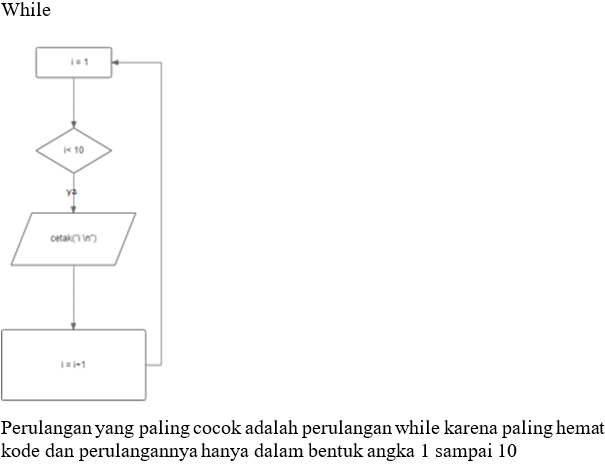 While
i = 1
i< 10
ya
cetak("i \n")
i = i+1
Perulangan yang paling cocok adalah perulangan while karena paling hemat
kode dan perulangannya hanya dalam bentuk angka 1 sampai 10